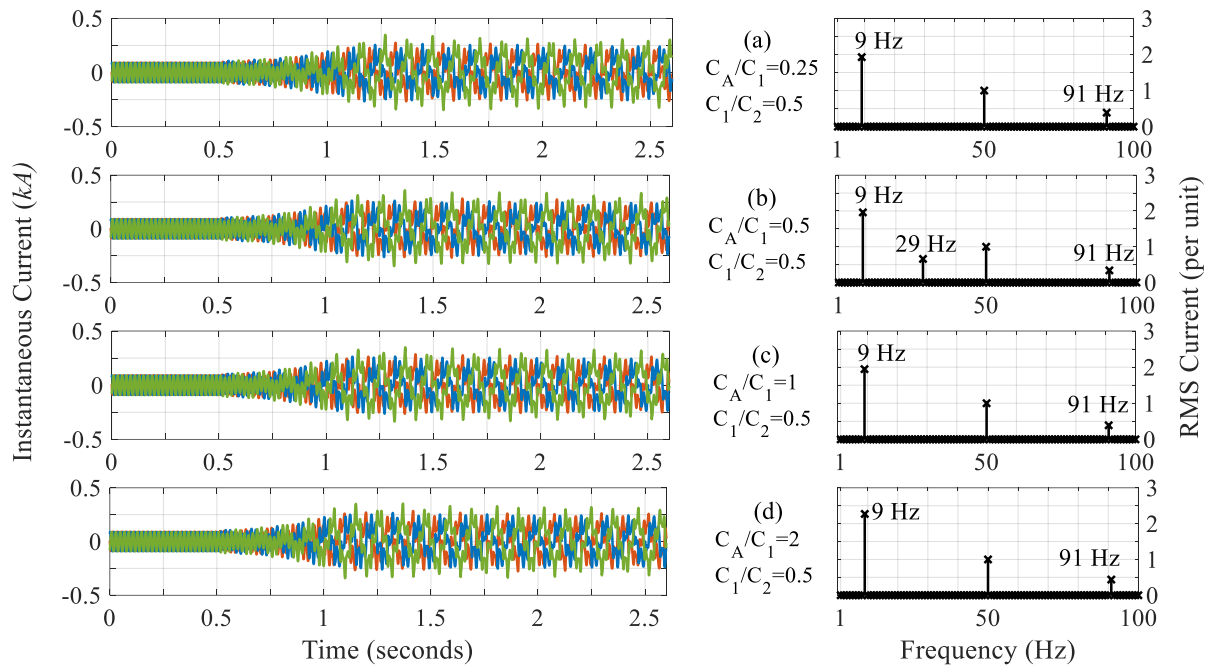 Instantaneous Current (kA)
0.5
0
-0.5
0 0.5 1 1.5 2 2.5
(a)
C_A/C_1=0.25
C_1/C_2=0.5
9 Hz
91 Hz
3
2
1
0
1 50 100
0.5
0
-0.5
0 0.5 1 1.5 2 2.5
(b)
C_A/C_1=0.5
C_1/C_2=0.5
9 Hz
29 Hz
91 Hz
3
2
1
0
1 50 100
0.5
0
-0.5
0 0.5 1 1.5 2 2.5
(c)
C_A/C_1=1
C_1/C_2=0.5
9 Hz
91 Hz
3
2
1
0
1 50 100
0.5
0
-0.5
0 0.5 1 1.5 2 2.5
(d)
C_A/C_1=2
C_1/C_2=0.5
9 Hz
91 Hz
3
2
1
0
1 50 100
RMS Current (per unit)
Time (seconds)
Frequency (Hz)